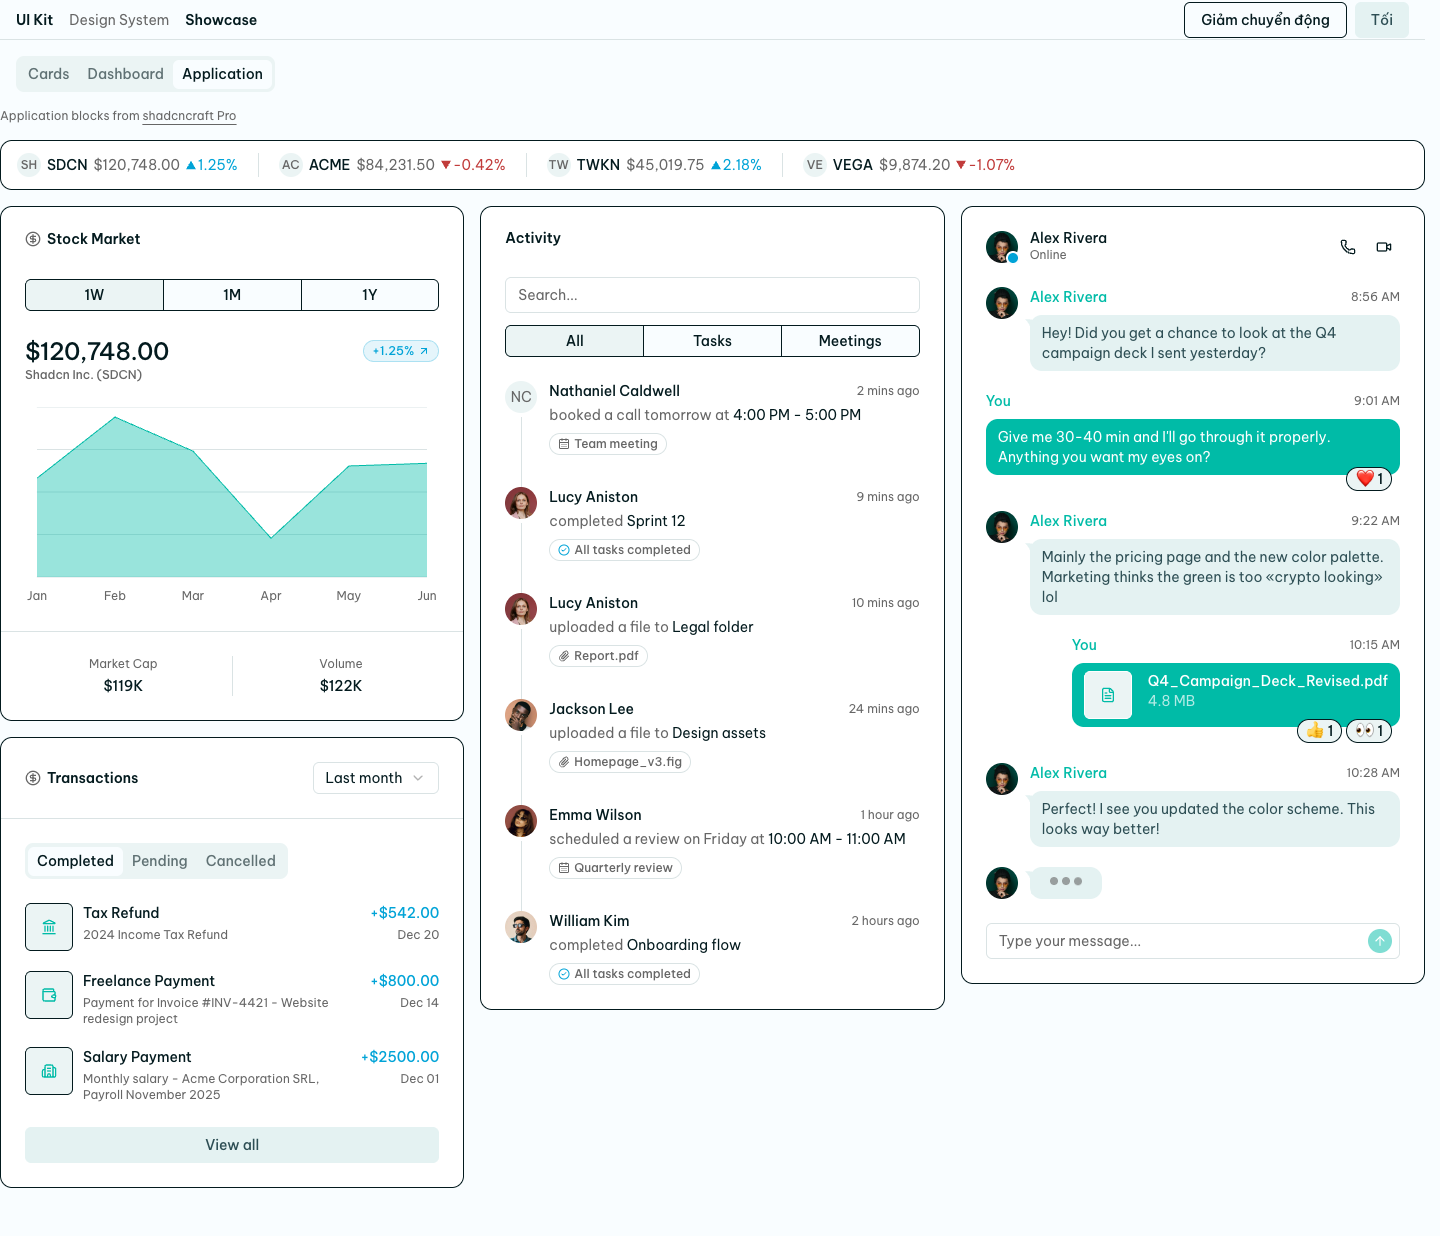 UI Kit Design System Showcase Giảm chuyển động Tối
Cards Dashboard Application
Application blocks from shadcncraft Pro
SH SDCN $120,748.00 ▲1.25% AC ACME $84,231.50 ▼-0.42% TW TWKN $45,019.75 ▲2.18% VE VEGA $9,874.20 ▼-1.07%
Stock Market
1W 1M 1Y
$120,748.00 +1.25%
Shadcn Inc. (SDCN)
Jan Feb Mar Apr May Jun
Market Cap Volume
$119K $122K
Transactions Last month
Completed Pending Cancelled
Tax Refund +$542.00
2024 Income Tax Refund Dec 20
Freelance Payment +$800.00
Payment for Invoice #INV-4421 - Website Dec 14
redesign project
Salary Payment +$2500.00
Monthly salary - Acme Corporation SRL, Dec 01
Payroll November 2025
View all
Activity
Search...
All Tasks Meetings
NC Nathaniel Caldwell 2 mins ago
booked a call tomorrow at 4:00 PM - 5:00 PM
Team meeting
Lucy Aniston 9 mins ago
completed Sprint 12
All tasks completed
Lucy Aniston 10 mins ago
uploaded a file to Legal folder
Report.pdf
Jackson Lee 24 mins ago
uploaded a file to Design assets
Homepage_v3.fig
Emma Wilson 1 hour ago
scheduled a review on Friday at 10:00 AM - 11:00 AM
Quarterly review
William Kim 2 hours ago
completed Onboarding flow
All tasks completed
Alex Rivera
Online
Alex Rivera 8:56 AM
Hey! Did you get a chance to look at the Q4
campaign deck I sent yesterday?
You 9:01 AM
Give me 30-40 min and I'll go through it properly.
Anything you want my eyes on?
❤️ 1
Alex Rivera 9:22 AM
Mainly the pricing page and the new color palette.
Marketing thinks the green is too «crypto looking»
lol
You 10:15 AM
Q4_Campaign_Deck_Revised.pdf
4.8 MB
👍 1 👀 1
Alex Rivera 10:28 AM
Perfect! I see you updated the color scheme. This
looks way better!
Type your message...